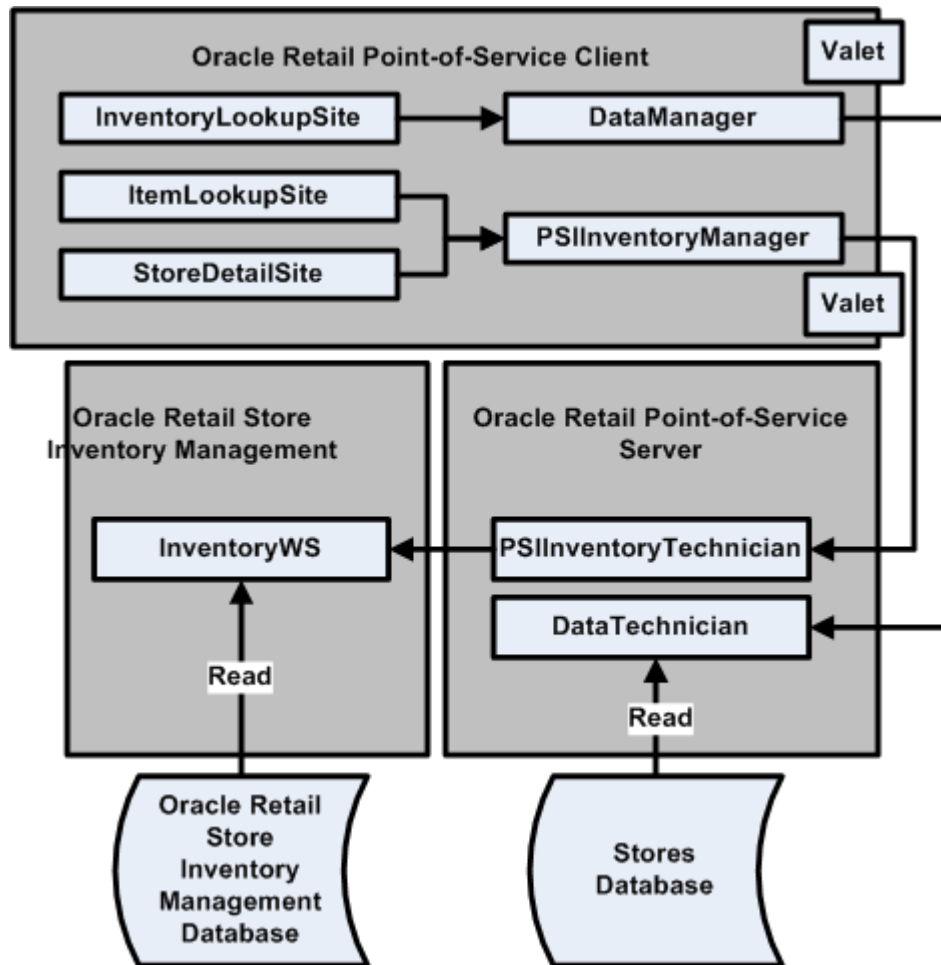 Oracle Retail Point-of-Service Client
Valet
InventoryLookupSite
DataManager
ItemLookupSite
PSIInventoryManager
StoreDetailSite
Valet
Oracle Retail Store
Inventory Management
Oracle Retail Point-of-Service
Server
InventoryWS
PSIInventoryTechnician
DataTechnician
Read
Read
Oracle Retail
Store
Inventory
Management
Database
Stores
Database